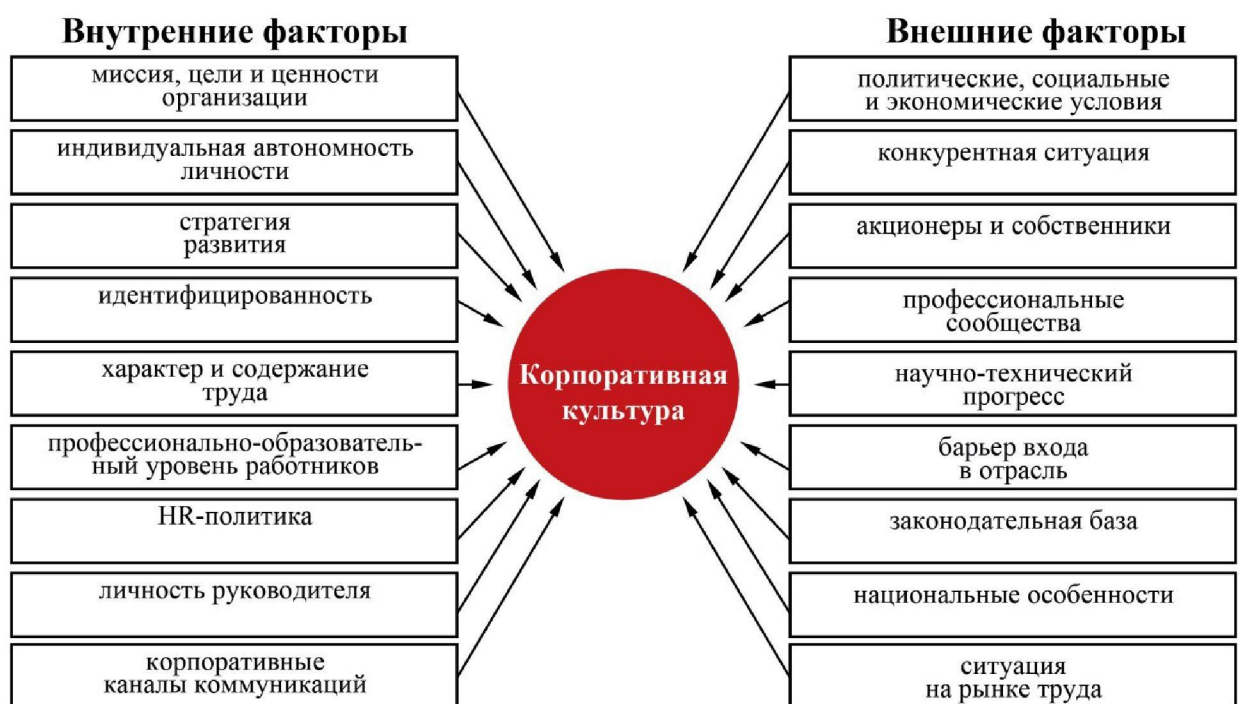 Внутренние факторы
миссия, цели и ценности
организации
индивидуальная автономность
личности
стратегия
развития
идентифицированность
характер и содержание
труда
профессионально-образователь-
ный уровень работников
HR-политика
личность руководителя
корпоративные
каналы коммуникаций
Корпоративная
культура
Внешние факторы
политические, социальные
и экономические условия
конкурентная ситуация
акционеры и собственники
профессиональные
сообщества
научно-технический
прогресс
барьер входа
в отрасль
законодательная база
национальные особенности
ситуация
на рынке труда